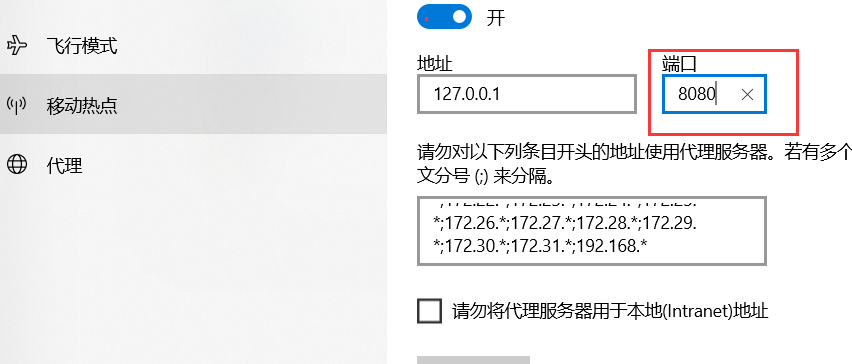 开
飞行模式
地址
端口
127.0.0.1
8080
移动热点
请勿对以下列条目开头的地址使用代理服务器。若有多个
文分号 (;) 来分隔。
代理
*;172.26.*;172.27.*;172.28.*;172.29.
*;172.30.*;172.31.*;192.168.*
请勿将代理服务器用于本地(Intranet)地址